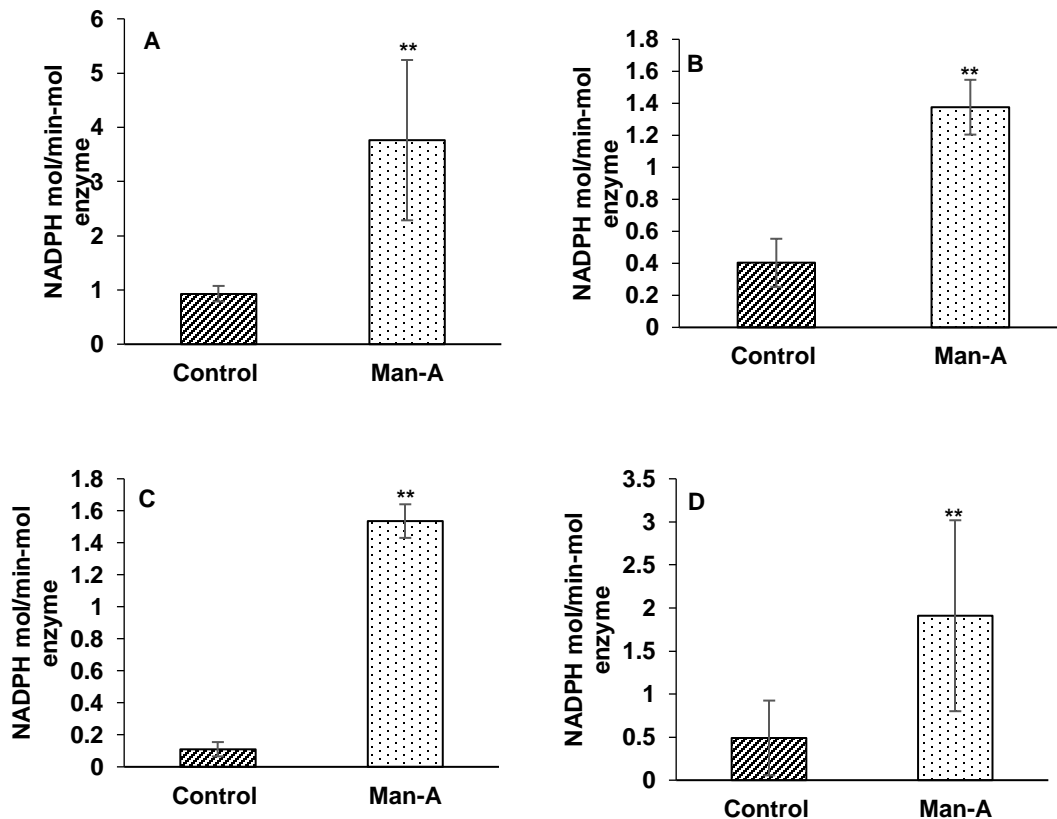 A
NADPH mol/min-mol
enzyme
6
5
4
3
2
1
0
**
Control
Man-A
B
NADPH mol/min-mol
enzyme
1.8
1.6
1.4
1.2
1
0.8
0.6
0.4
0.2
0
**
Control
Man-A
C
NADPH mol/min-mol
enzyme
1.8
1.6
1.4
1.2
1
0.8
0.6
0.4
0.2
0
**
Control
Man-A
D
NADPH mol/min-mol
enzyme
3.5
3
2.5
2
1.5
1
0.5
0
**
Control
Man-A